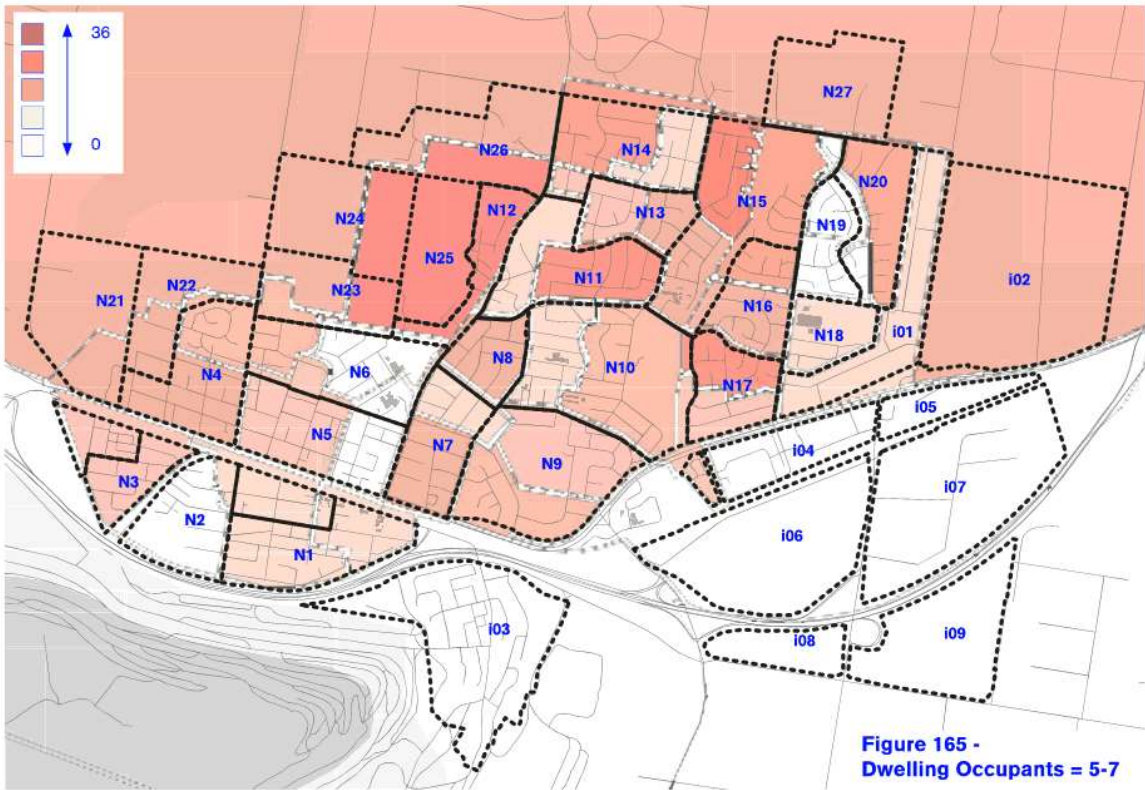 36
0
N27
N14
N26
N20
N15
N12
N13
N24
N19
N25
N11
N22
N21
i02
N23
N16
i01
N18
N8
N10
N6
N4
N17
i05
N5
N7
i04
N9
N3
i07
N2
i06
N1
i03
i08
i09
Figure 165 -
Dwelling Occupants = 5-7